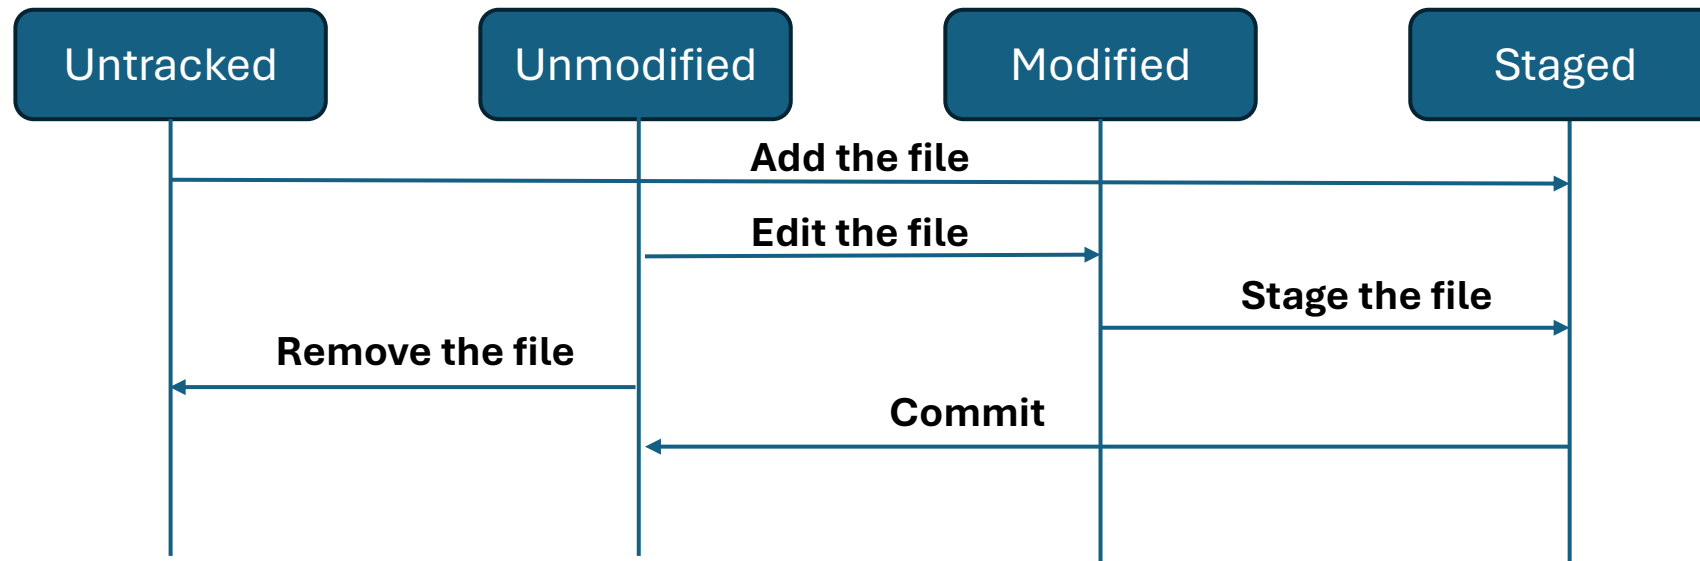 Untracked
Unmodified
Modified
Staged
Add the file
Edit the file
Stage the file
Remove the file
Commit